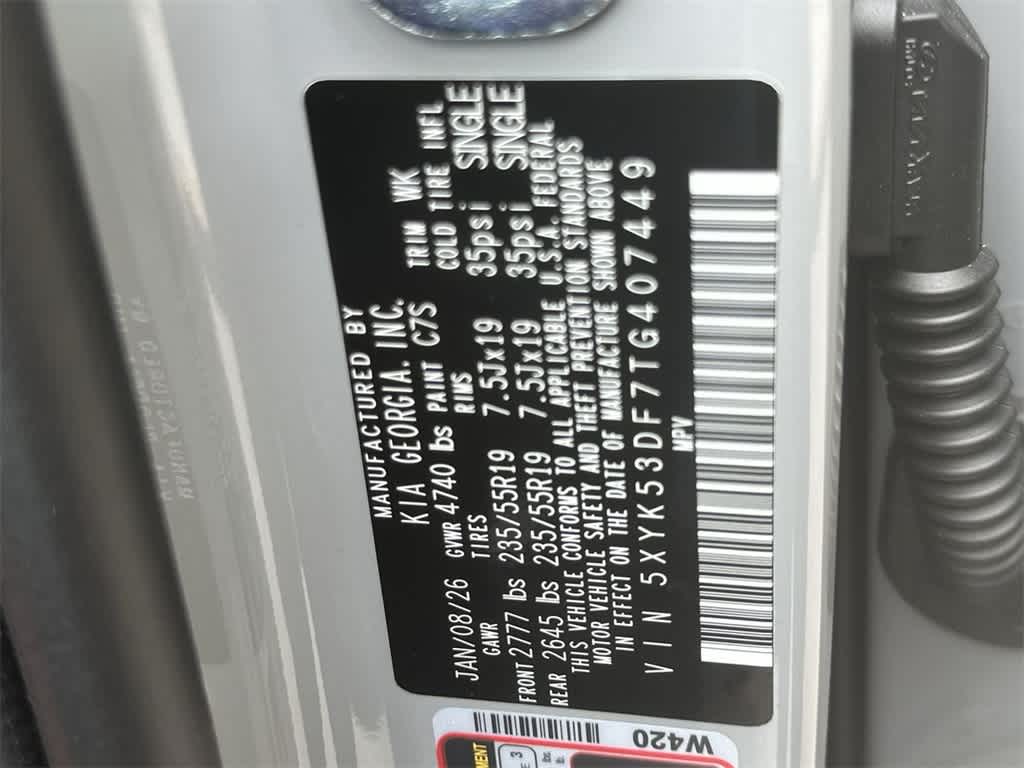 MANUFACTURED BY
KIA GEORGIA, INC.
JAN/08/26 GVWR 4740 lbs PAINT C7S TRIM WK
GAWR TIRES RIMS COLD TIRE INFL
FRONT 2777 lbs 235/55R19 7.5Jx19 35psi SINGLE
REAR 2645 lbs 235/55R19 7.5Jx19 35psi SINGLE
THIS VEHICLE CONFORMS TO ALL APPLICABLE U.S.A. FEDERAL
MOTOR VEHICLE SAFETY AND THEFT PREVENTION STANDARDS
IN EFFECT ON THE DATE OF MANUFACTURE SHOWN ABOVE
VIN 5XYK53DF7TG407449
MPV
W420